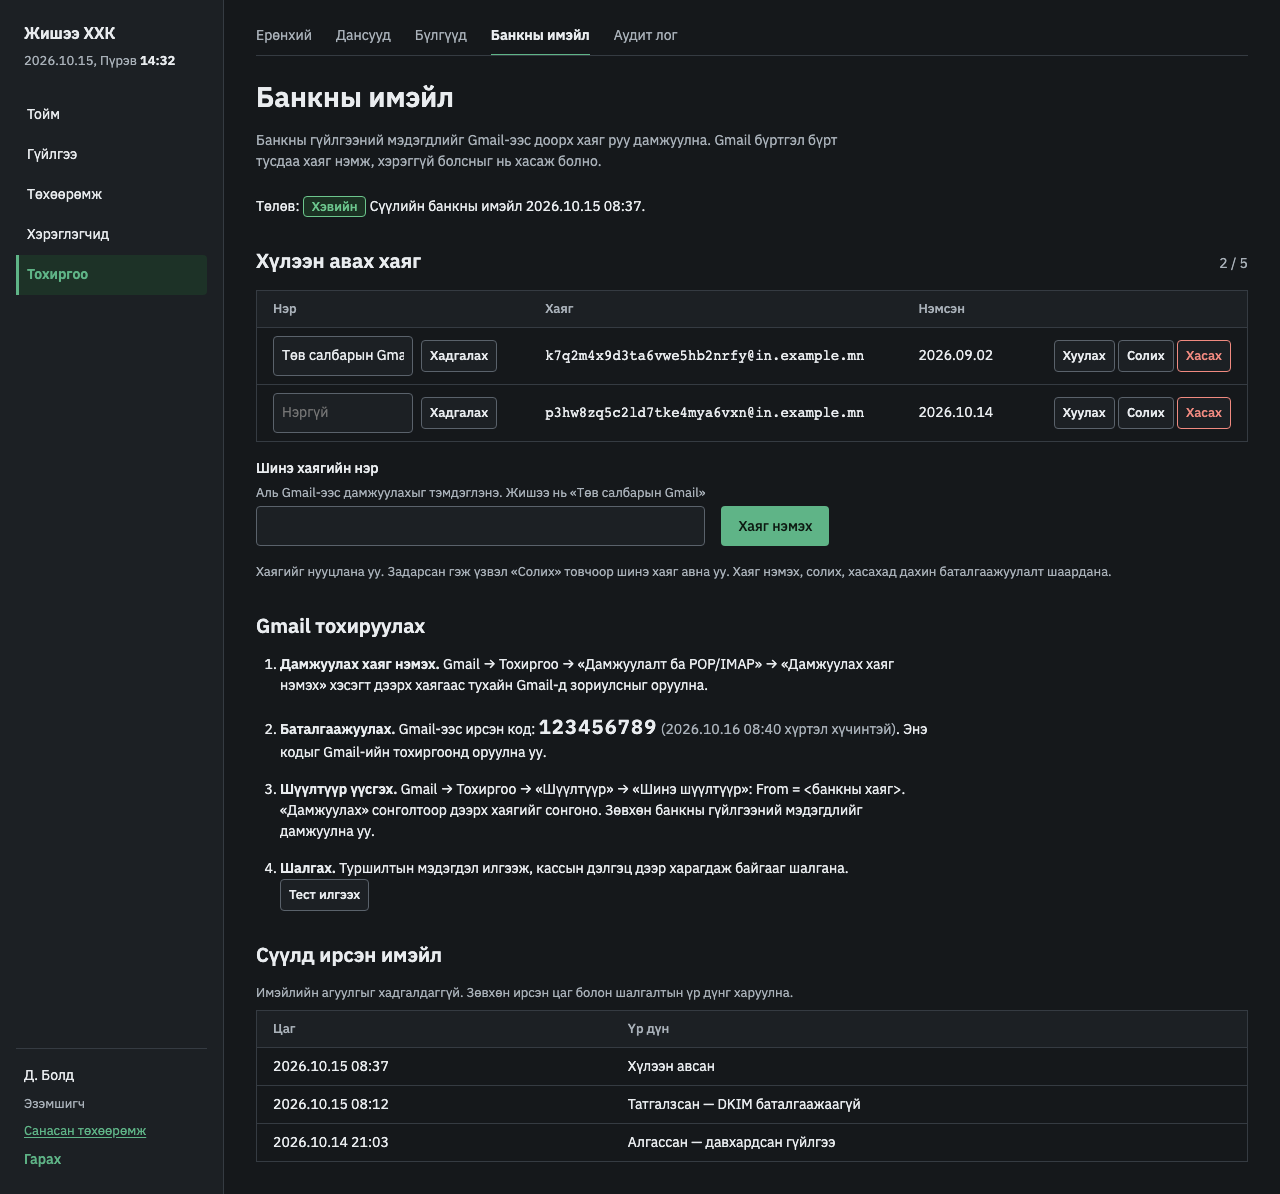 Жишээ ХХК
2026.10.15, Пүрэв 14:32
Тойм
Гүйлгээ
Төхөөрөмж
Хэрэглэгчид
Тохиргоо
Д. Болд
Эзэмшигч
Санасан төхөөрөмж
Гарах
Ерөнхий Дансууд Бүлгүүд Банкны имэйл Аудит лог
Банкны имэйл
Банкны гүйлгээний мэдэгдлийг Gmail-ээс доорх хаяг руу дамжуулна. Gmail бүртгэл бүрт
тусдаа хаяг нэмж, хэрэггүй болсныг нь хасаж болно.
Төлөв: Хэвийн Сүүлийн банкны имэйл 2026.10.15 08:37.
Хүлээн авах хаяг 2 / 5
Нэр Хаяг Нэмсэн
Төв салбарын Gma Хадгалах k7q2m4x9d3ta6vwe5hb2nrfy@in.example.mn 2026.09.02 Хуулах Солих Хасах
Нэргүй Хадгалах p3hw8zq5c2ld7tke4mya6vxn@in.example.mn 2026.10.14 Хуулах Солих Хасах
Шинэ хаягийн нэр
Аль Gmail-ээс дамжуулахыг тэмдэглэнэ. Жишээ нь «Төв салбарын Gmail»
Хаяг нэмэх
Хаягийг нууцлана уу. Задарсан гэж үзвэл «Солих» товчоор шинэ хаяг авна уу. Хаяг нэмэх, солих, хасахад дахин баталгаажуулалт шаардана.
Gmail тохируулах
1. Дамжуулах хаяг нэмэх. Gmail → Тохиргоо → «Дамжуулалт ба POP/IMAP» → «Дамжуулах хаяг
нэмэх» хэсэгт дээрх хаягаас тухайн Gmail-д зориулсныг оруулна.
2. Баталгаажуулах. Gmail-ээс ирсэн код: 123456789 (2026.10.16 08:40 хүртэл хүчинтэй). Энэ
кодыг Gmail-ийн тохиргоонд оруулна уу.
3. Шүүлтүүр үүсгэх. Gmail → Тохиргоо → «Шүүлтүүр» → «Шинэ шүүлтүүр»: From = <банкны хаяг>.
«Дамжуулах» сонголтоор дээрх хаягийг сонгоно. Зөвхөн банкны гүйлгээний мэдэгдлийг
дамжуулна уу.
4. Шалгах. Туршилтын мэдэгдэл илгээж, кассын дэлгэц дээр харагдаж байгааг шалгана.
Тест илгээх
Сүүлд ирсэн имэйл
Имэйлийн агуулгыг хадгалдаггүй. Зөвхөн ирсэн цаг болон шалгалтын үр дүнг харуулна.
Цаг Үр дүн
2026.10.15 08:37 Хүлээн авсан
2026.10.15 08:12 Татгалзсан — DKIM баталгаажаагүй
2026.10.14 21:03 Алгассан — давхардсан гүйлгээ